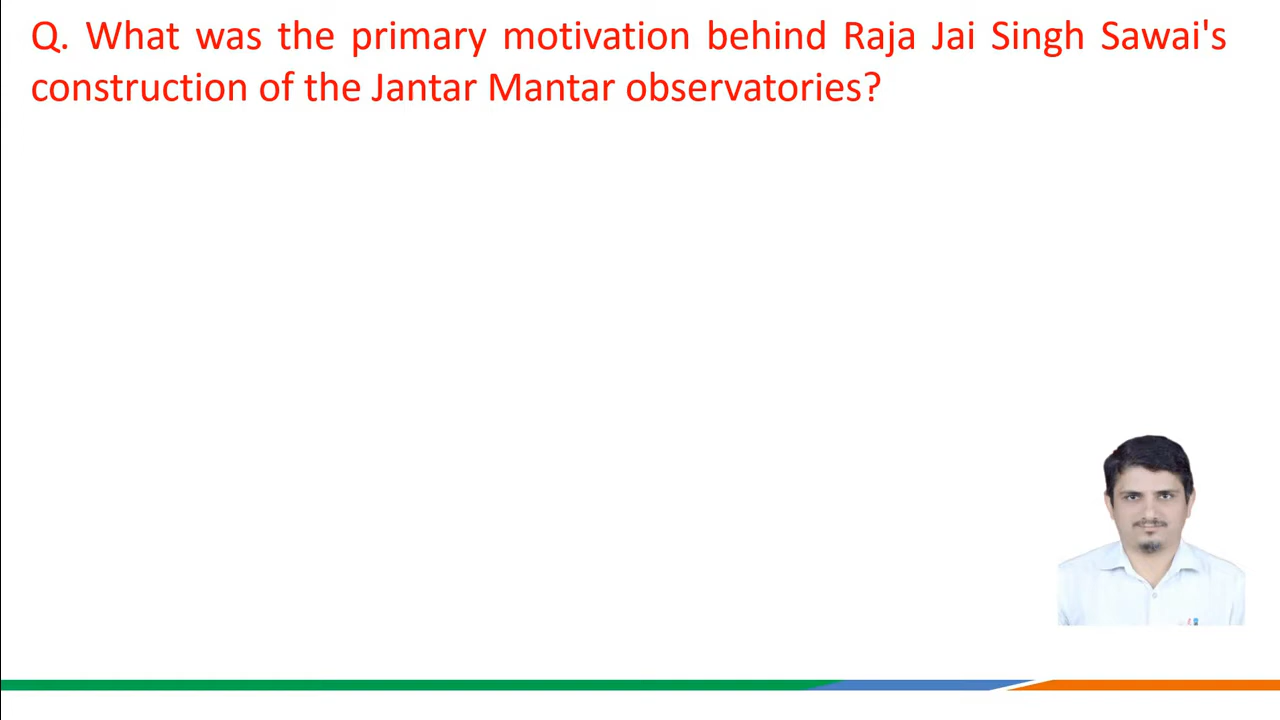 Q. What was the primary motivation behind Raja Jai Singh Sawai's
construction of the Jantar Mantar observatories?